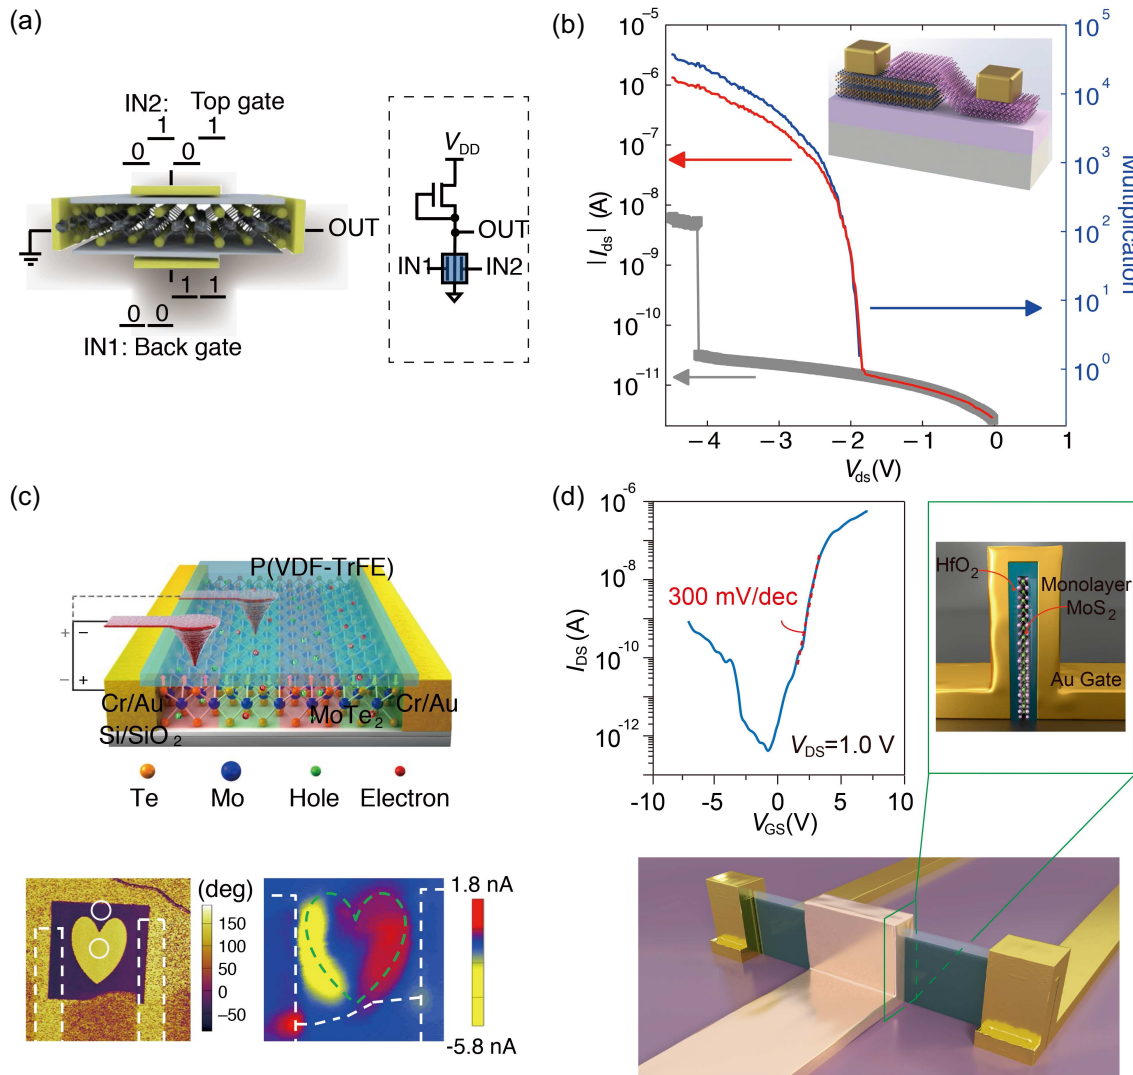 (a)
IN2:
Top gate
1
1
0
0
OUT
1
1
0
0
IN1: Back gate
V_DD
OUT
IN1
IN2
(b)
10^-5
10^-6
10^-7
10^-8
10^-9
10^-10
10^-11
|I_ds| (A)
10^5
10^4
10^3
10^2
10^1
10^0
Multiplication
−4
−3
−2
−1
0
1
V_ds(V)
(c)
P(VDF-TrFE)
+
−
−
+
Cr/Au
MoTe_2
Cr/Au
Si/SiO_2
Te
Mo
Hole
Electron
(deg)
150
100
50
0
−50
1.8 nA
-5.8 nA
(d)
10^-6
10^-8
10^-10
10^-12
I_DS (A)
300 mV/dec
V_DS=1.0 V
-10
-5
0
5
10
V_GS(V)
HfO_2
Monolayer
MoS_2
Au Gate